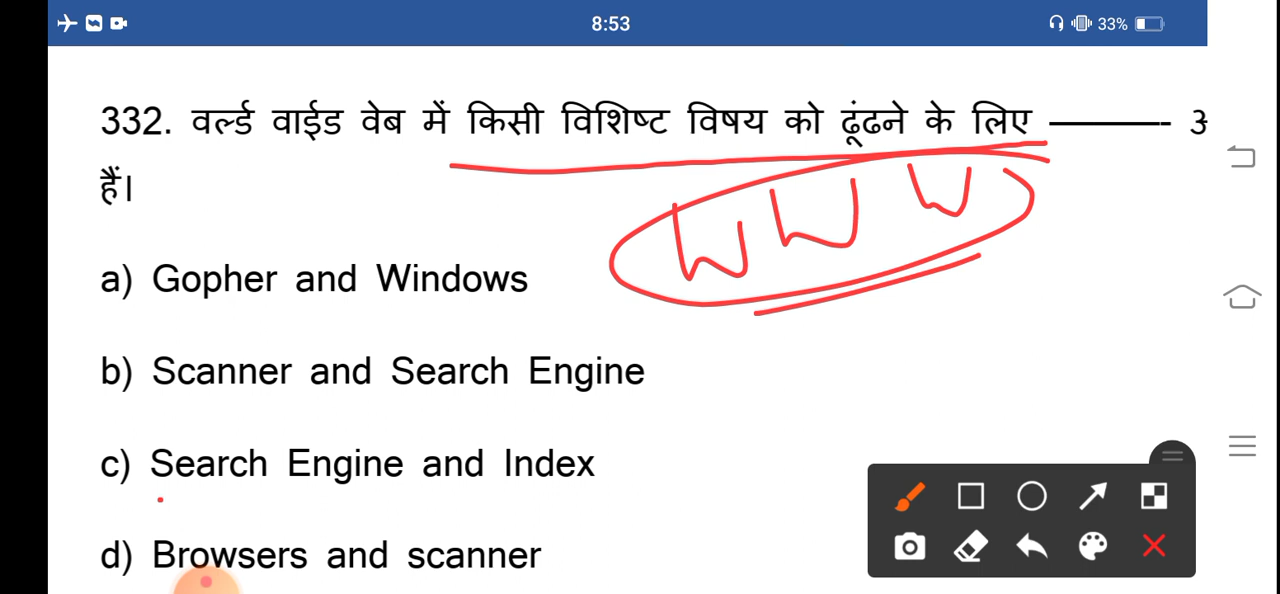 8:53
33%
332. वर्ल्ड वाईड वेब में किसी विशिष्ट विषय को ढूंढने के लिए ———–
हैं।
W W W
a) Gopher and Windows
b) Scanner and Search Engine
c) Search Engine and Index
d) Browsers and scanner